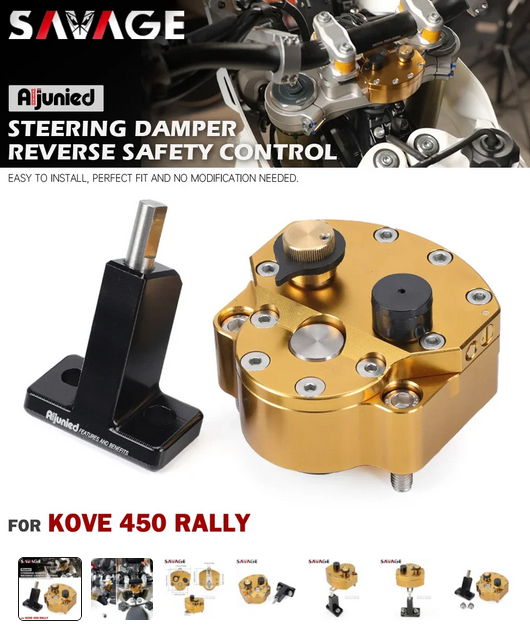 SAVAGE
Aljunied
STEERING DAMPER
REVERSE SAFETY CONTROL
EASY TO INSTALL, PERFECT FIT AND NO MODIFICATION NEEDED.
Aljunied FEATURES AND BENEFITS
FOR KOVE 450 RALLY
SAVAGE SAVAGE SAVAGE SAVAGE SAVAGE